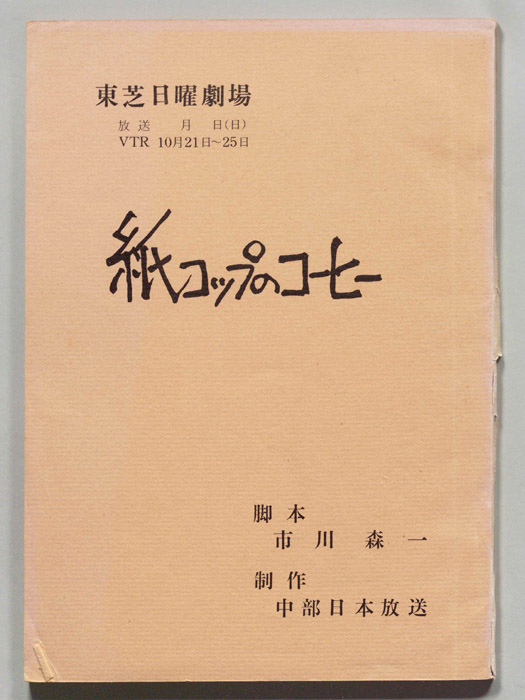 東芝日曜劇場
放送　月　日(日)
VTR 10月21日〜25日
紙コップのコーヒー
脚本
市川 森一
制作
中部日本放送